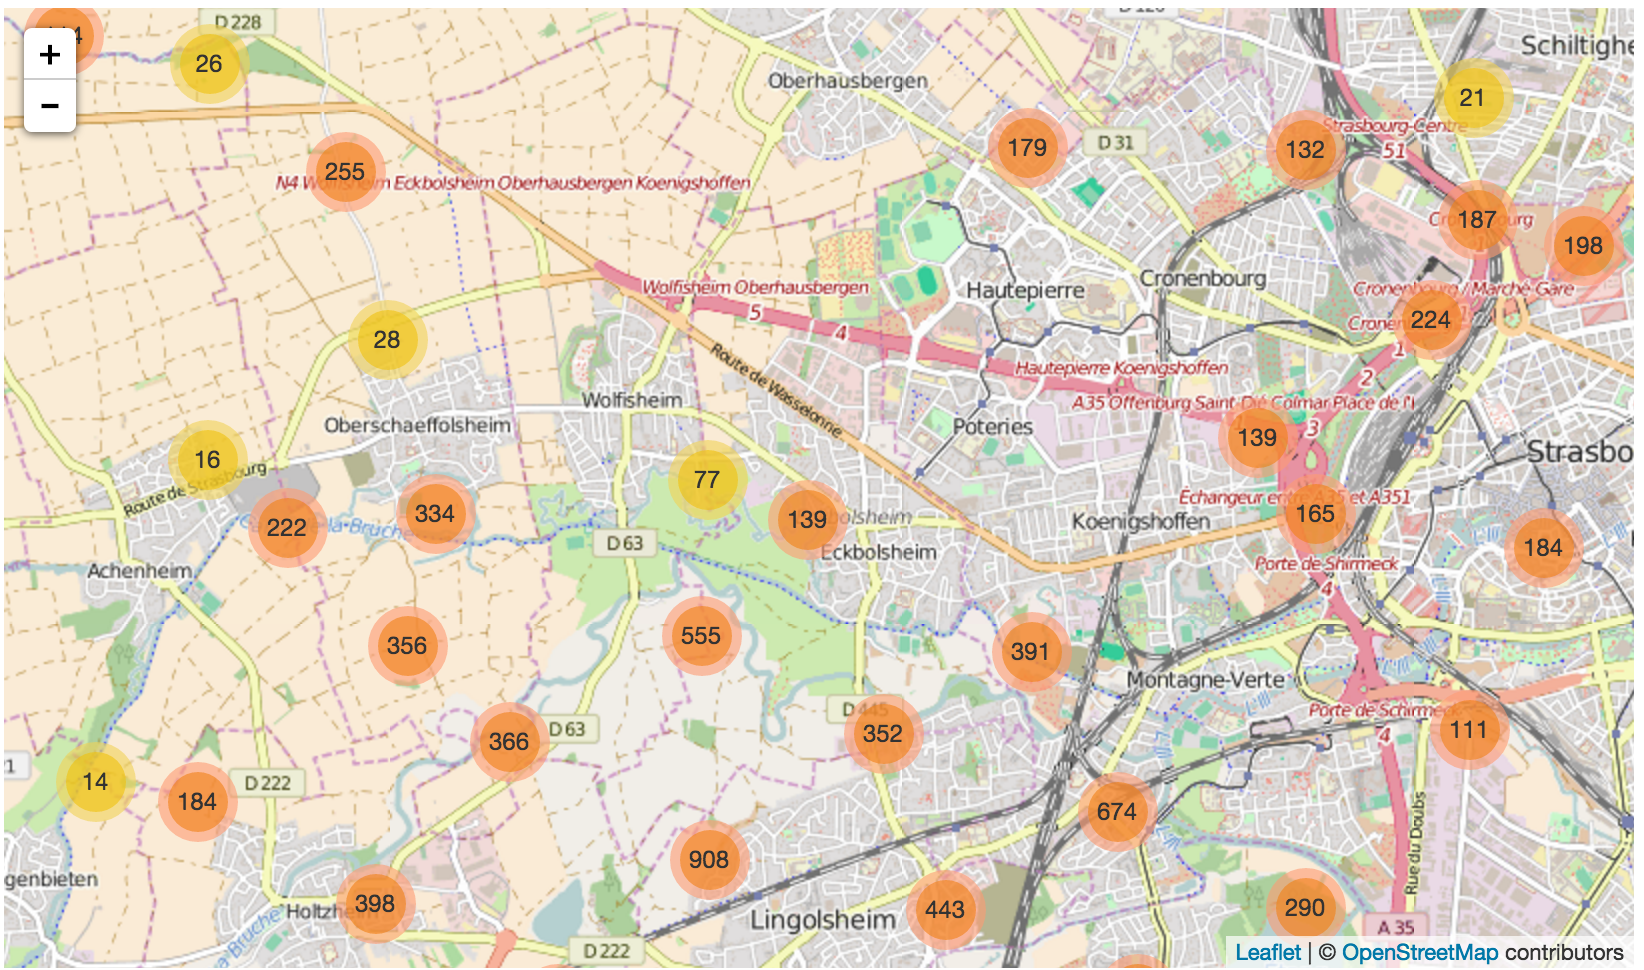 D 228
26
+
−
Oberhausbergen
Schiltighe
21
179
D 31
132
Strasbourg-Centre
51
255
N4 Wolfisheim Eckbolsheim Oberhausbergen Koenigshoffen
187
198
Wolfisheim Oberhausbergen
5
4
Hautepierre
Cronenbourg
Cronenbourg / Marché-Gare
224
1
28
Route de Wasselonne
Hautepierre Koenigshoffen
2
A35 Offenburg Saint-Dié Colmar Place de l'I
Wolfisheim
Oberschaeffolsheim
Poteries
139
3
Strasbo
16
Route de Strasbourg
77
222
334
139
Eckbolsheim
Koenigshoffen
Échangeur entre A35 et A351
165
184
D 63
Achenheim
Porte de Shirmeck
4
356
555
391
Montagne-Verte
366
D 63
D 445
352
Porte de Schirmeck
111
4
14
184
D 222
674
Rue du Doubs
908
genbieten
398
Lingolsheim
443
290
A 35
D 222
Leaflet | © OpenStreetMap contributors